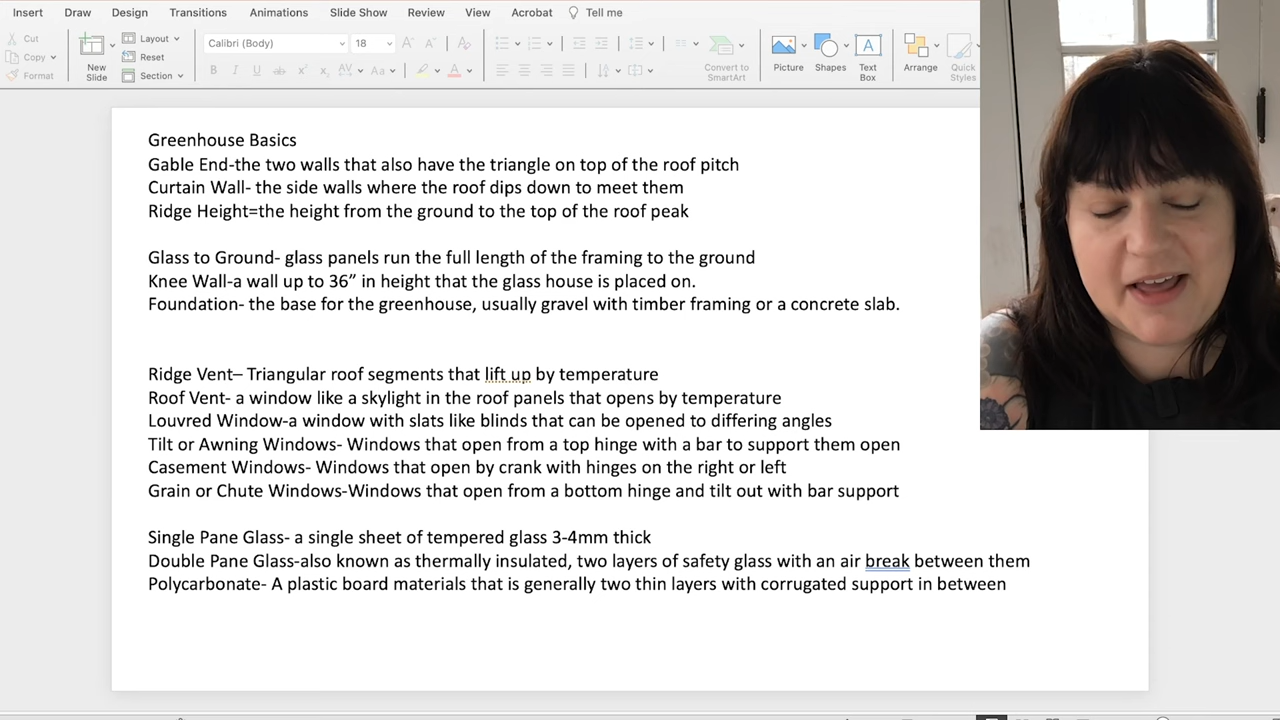 Insert Draw Design Transitions Animations Slide Show Review View Acrobat Tell me
Cut
Copy
Format
New Slide
Layout
Reset
Section
Calibri (Body) 18
Convert to SmartArt
Picture
Shapes
Text Box
Arrange
Quick Styles
Greenhouse Basics
Gable End-the two walls that also have the triangle on top of the roof pitch
Curtain Wall- the side walls where the roof dips down to meet them
Ridge Height=the height from the ground to the top of the roof peak
Glass to Ground- glass panels run the full length of the framing to the ground
Knee Wall-a wall up to 36” in height that the glass house is placed on.
Foundation- the base for the greenhouse, usually gravel with timber framing or a concrete slab.
Ridge Vent– Triangular roof segments that lift up by temperature
Roof Vent- a window like a skylight in the roof panels that opens by temperature
Louvred Window-a window with slats like blinds that can be opened to differing angles
Tilt or Awning Windows- Windows that open from a top hinge with a bar to support them open
Casement Windows- Windows that open by crank with hinges on the right or left
Grain or Chute Windows-Windows that open from a bottom hinge and tilt out with bar support
Single Pane Glass- a single sheet of tempered glass 3-4mm thick
Double Pane Glass-also known as thermally insulated, two layers of safety glass with an air break between them
Polycarbonate- A plastic board materials that is generally two thin layers with corrugated support in between